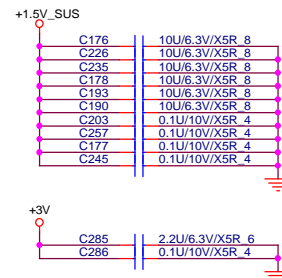 +1.5V_SUS
C176 10U/6.3V/X5R_8
C226 10U/6.3V/X5R_8
C235 10U/6.3V/X5R_8
C178 10U/6.3V/X5R_8
C193 10U/6.3V/X5R_8
C190 10U/6.3V/X5R_8
C203 0.1U/10V/X5R_4
C257 0.1U/10V/X5R_4
C177 0.1U/10V/X5R_4
C245 0.1U/10V/X5R_4
+3V
C285 2.2U/6.3V/X5R_6
C286 0.1U/10V/X5R_4